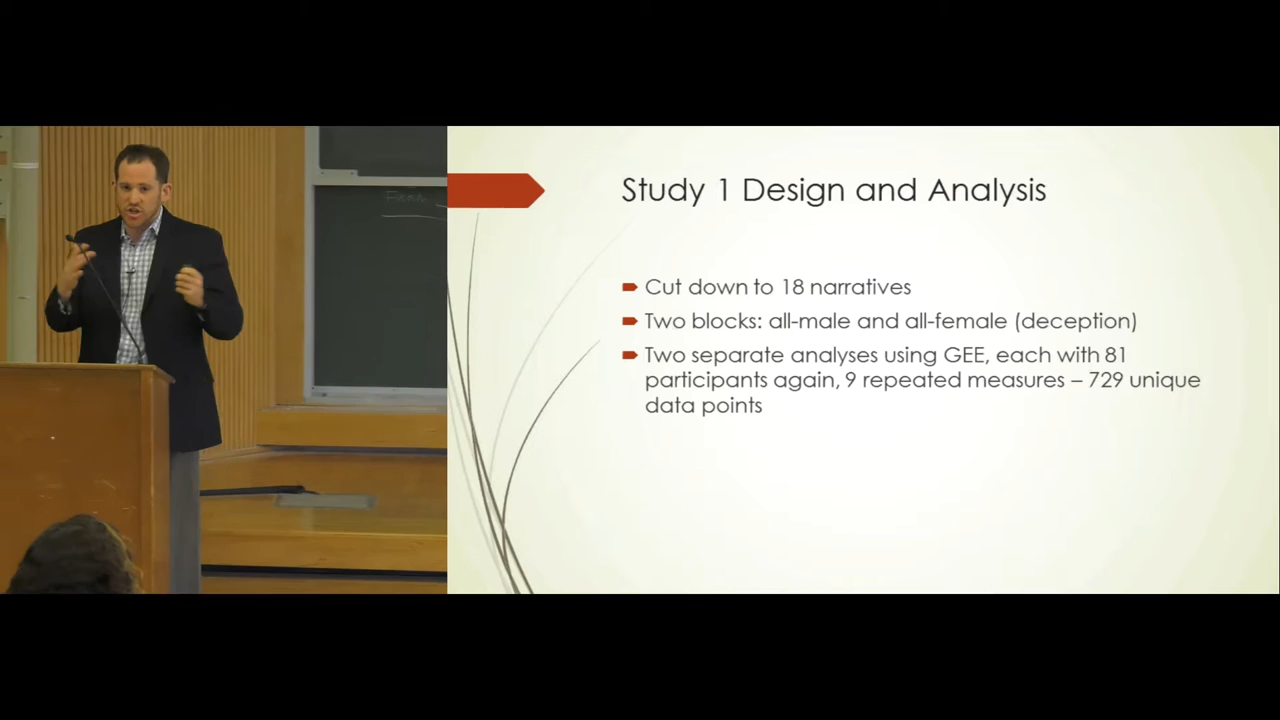 Study 1 Design and Analysis
Cut down to 18 narratives
Two blocks: all-male and all-female (deception)
Two separate analyses using GEE, each with 81
participants again, 9 repeated measures – 729 unique
data points